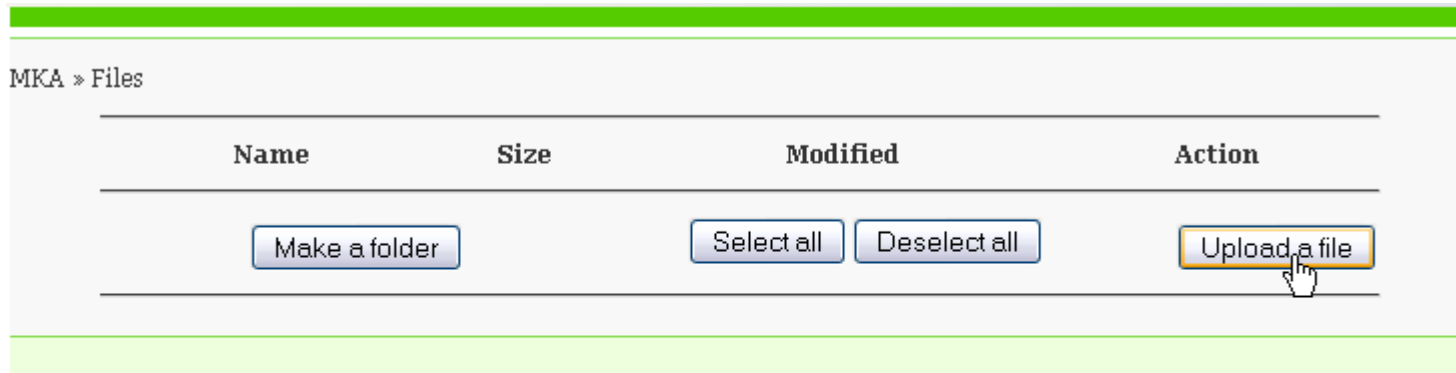 MKA » Files
Name Size Modified Action
Make a folder Select all Deselect all Upload a file